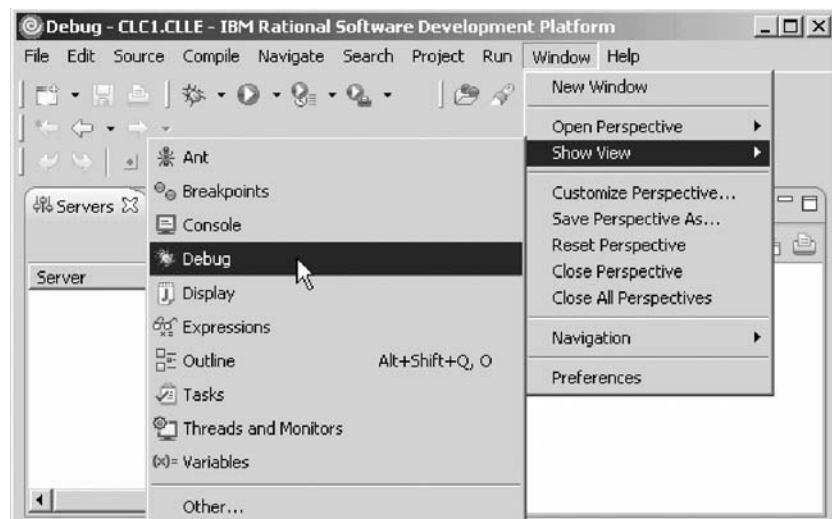 Debug - CLC1.CLLE - IBM Rational Software Development Platform
File Edit Source Compile Navigate Search Project Run Window Help
New Window
Open Perspective
Show View
Customize Perspective...
Save Perspective As...
Reset Perspective
Close Perspective
Close All Perspectives
Navigation
Preferences
Ant
Breakpoints
Console
Debug
Display
Expressions
Outline Alt+Shift+Q, O
Tasks
Threads and Monitors
(x)= Variables
Other...
Servers
Server